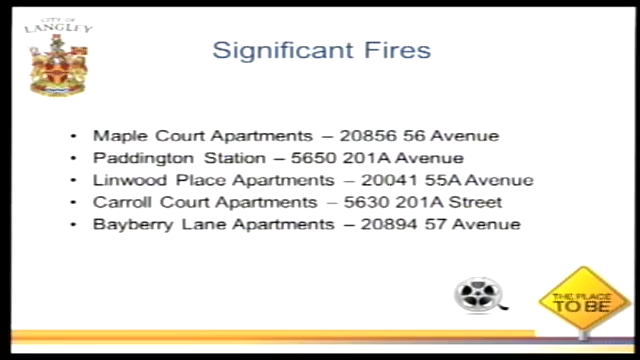 CITY OF
LANGLEY
Significant Fires
• Maple Court Apartments – 20856 56 Avenue
• Paddington Station – 5650 201A Avenue
• Linwood Place Apartments – 20041 55A Avenue
• Carroll Court Apartments – 5630 201A Street
• Bayberry Lane Apartments – 20894 57 Avenue
THE PLACE
TO BE